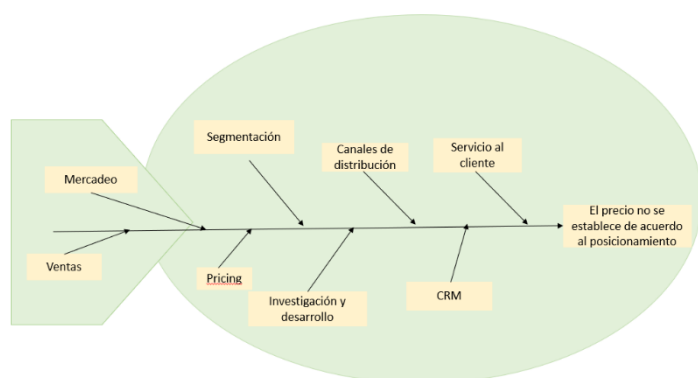 Segmentación
Canales de
distribución
Servicio al
cliente
Mercadeo
El precio no se
establece de acuerdo
al posicionamiento
Ventas
Pricing
Investigación y
desarrollo
CRM